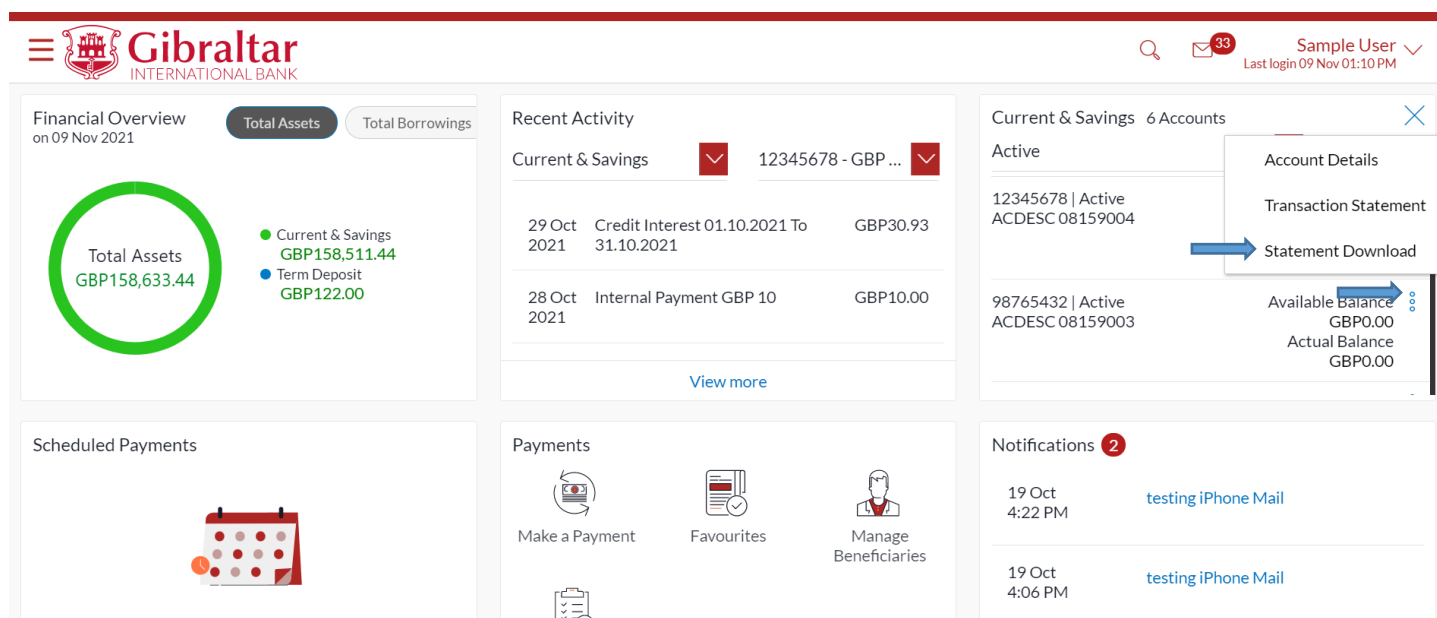 Gibraltar
INTERNATIONAL BANK
33
Sample User
Last login 09 Nov 01:10 PM
Financial Overview
on 09 Nov 2021
Total Assets
Total Borrowings
Total Assets
GBP158,633.44
Current & Savings
GBP158,511.44
Term Deposit
GBP122.00
Recent Activity
Current & Savings
12345678 - GBP ...
29 Oct
2021
Credit Interest 01.10.2021 To
31.10.2021
GBP30.93
28 Oct
2021
Internal Payment GBP 10
GBP10.00
View more
Current & Savings 6 Accounts
Active
Account Details
Transaction Statement
Statement Download
12345678 | Active
ACDESC 08159004
98765432 | Active
ACDESC 08159003
Available Balance
GBP0.00
Actual Balance
GBP0.00
Scheduled Payments
Payments
Make a Payment
Favourites
Manage
Beneficiaries
Notifications 2
19 Oct
4:22 PM
testing iPhone Mail
19 Oct
4:06 PM
testing iPhone Mail